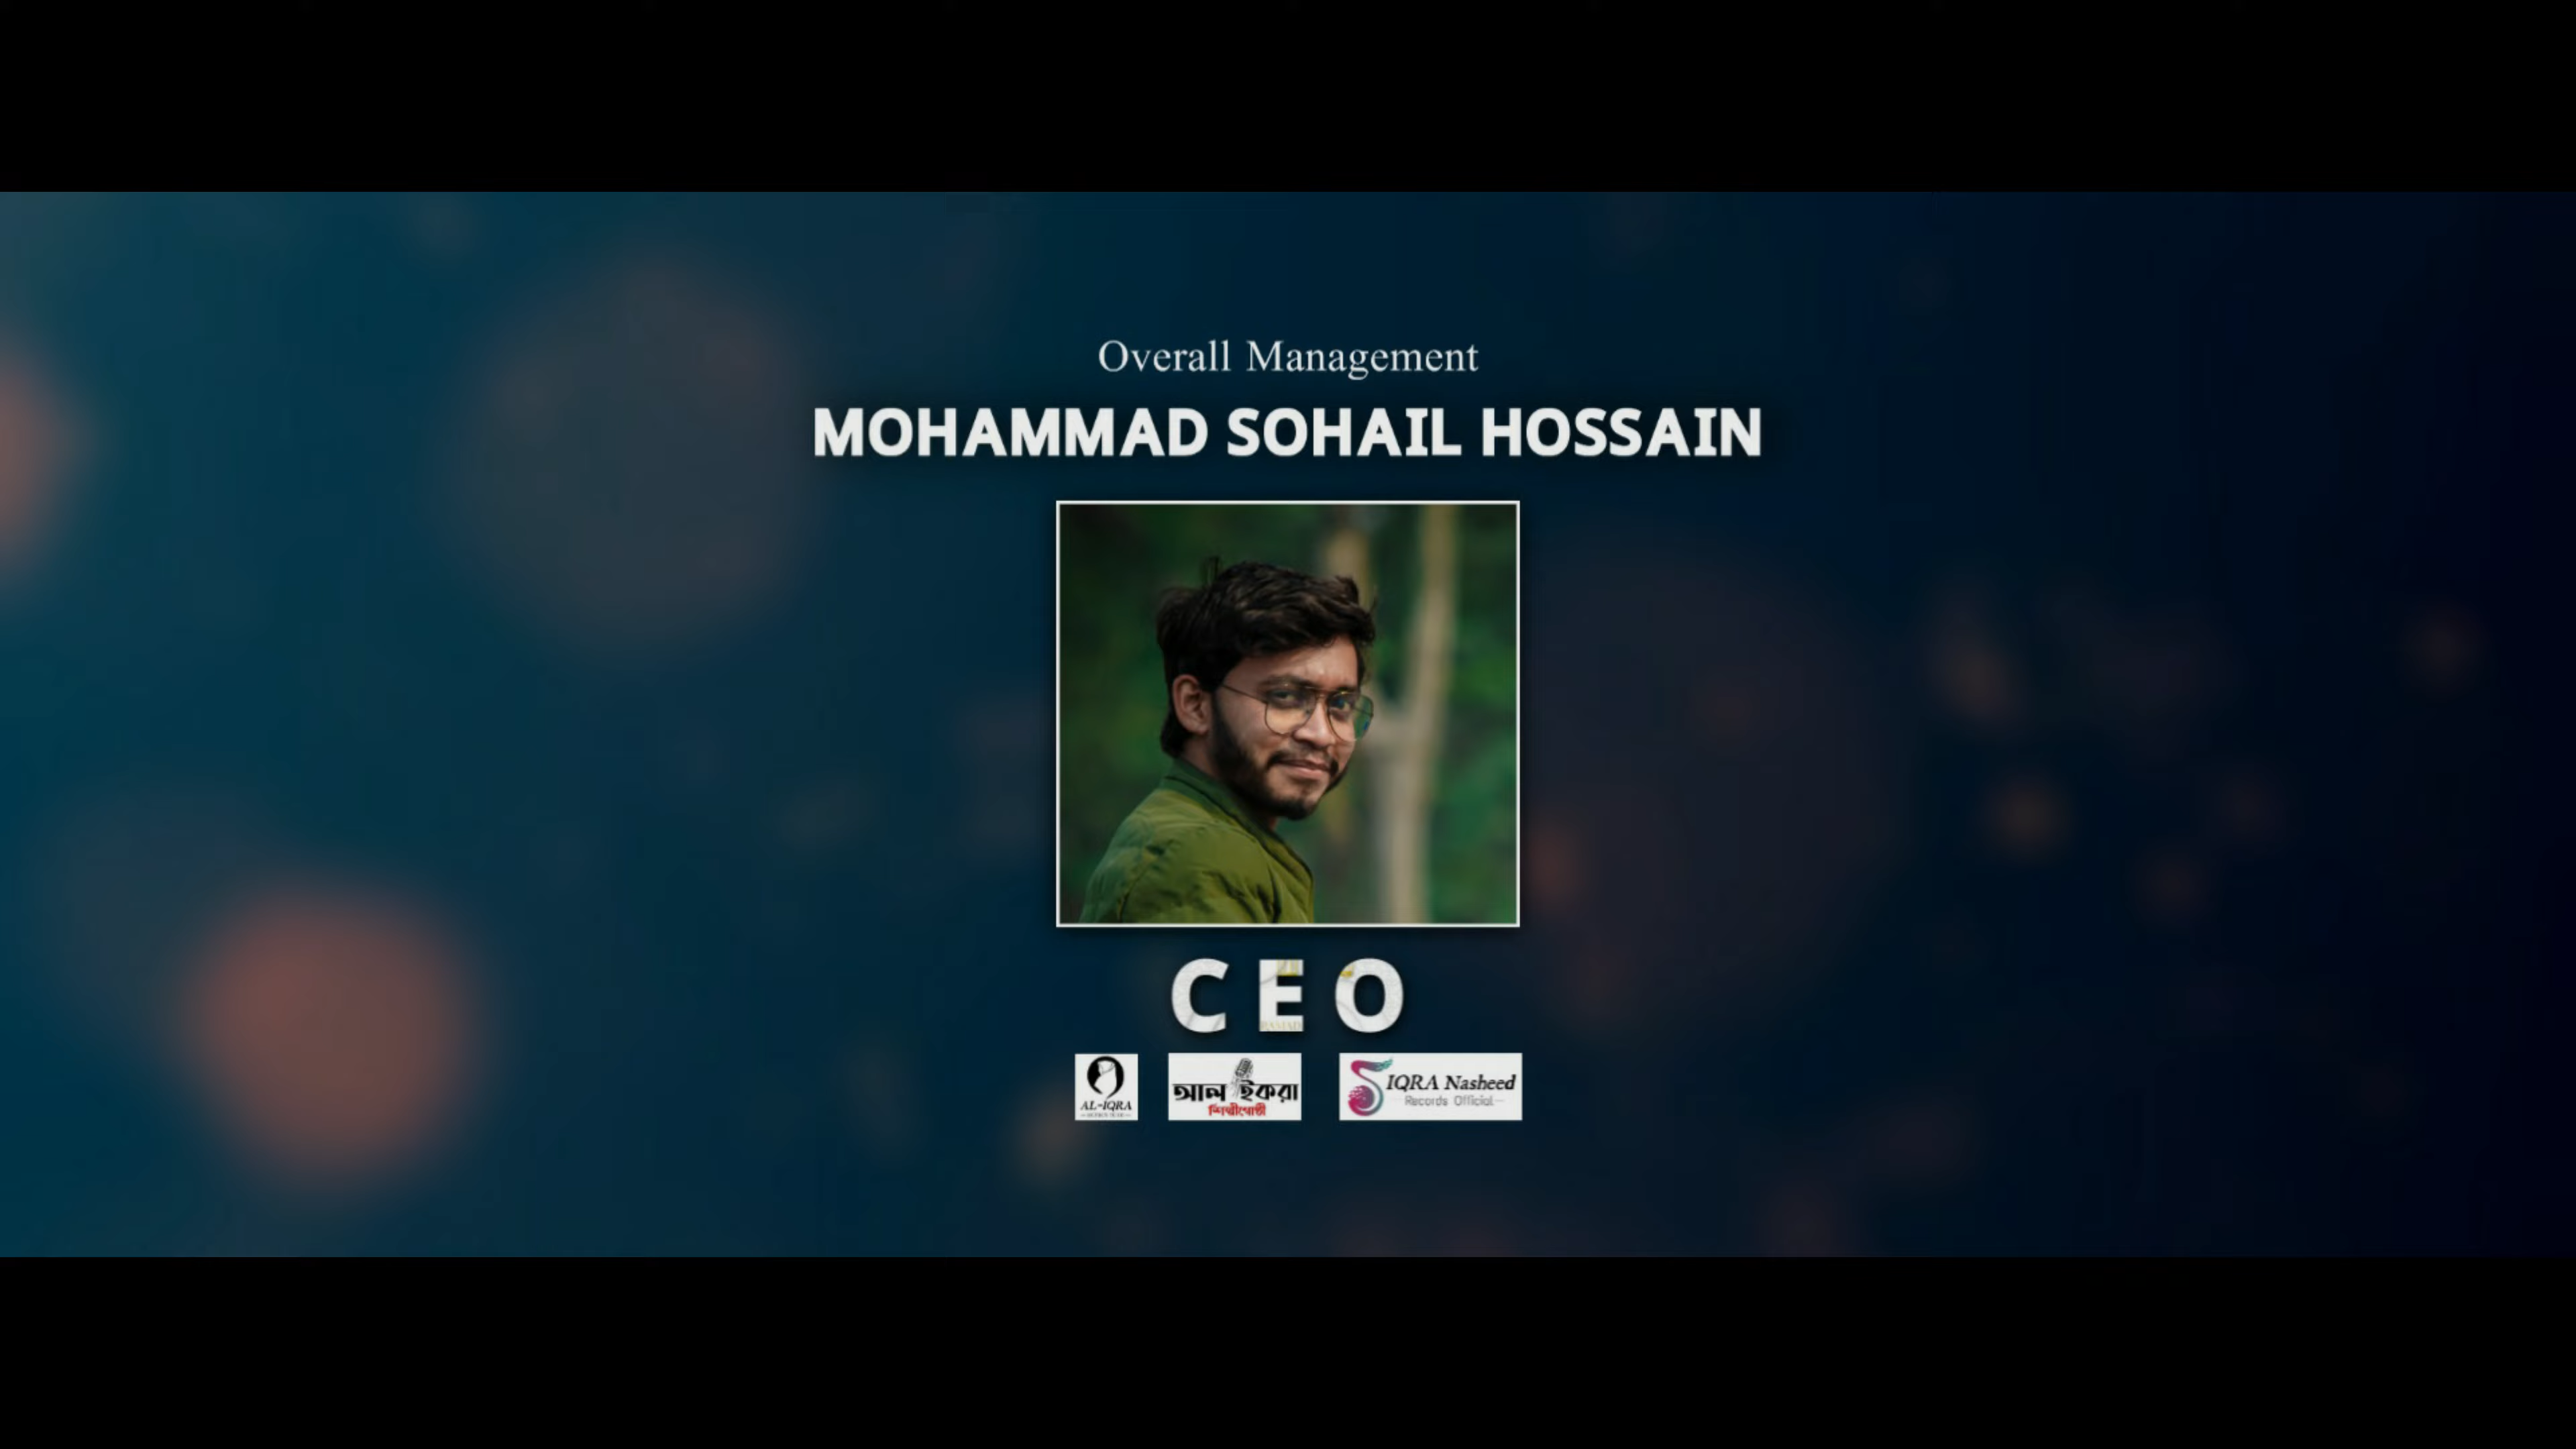 Overall Management
MOHAMMAD SOHAIL HOSSAIN
CEO
AL-IQRA
আল ইকরা
শিল্পীগোষ্ঠী
IQRA Nasheed
Records Official